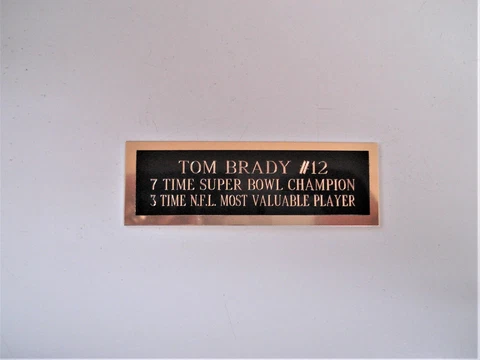 TOM BRADY #12
7 TIME SUPER BOWL CHAMPION
3 TIME N.F.L. MOST VALUABLE PLAYER